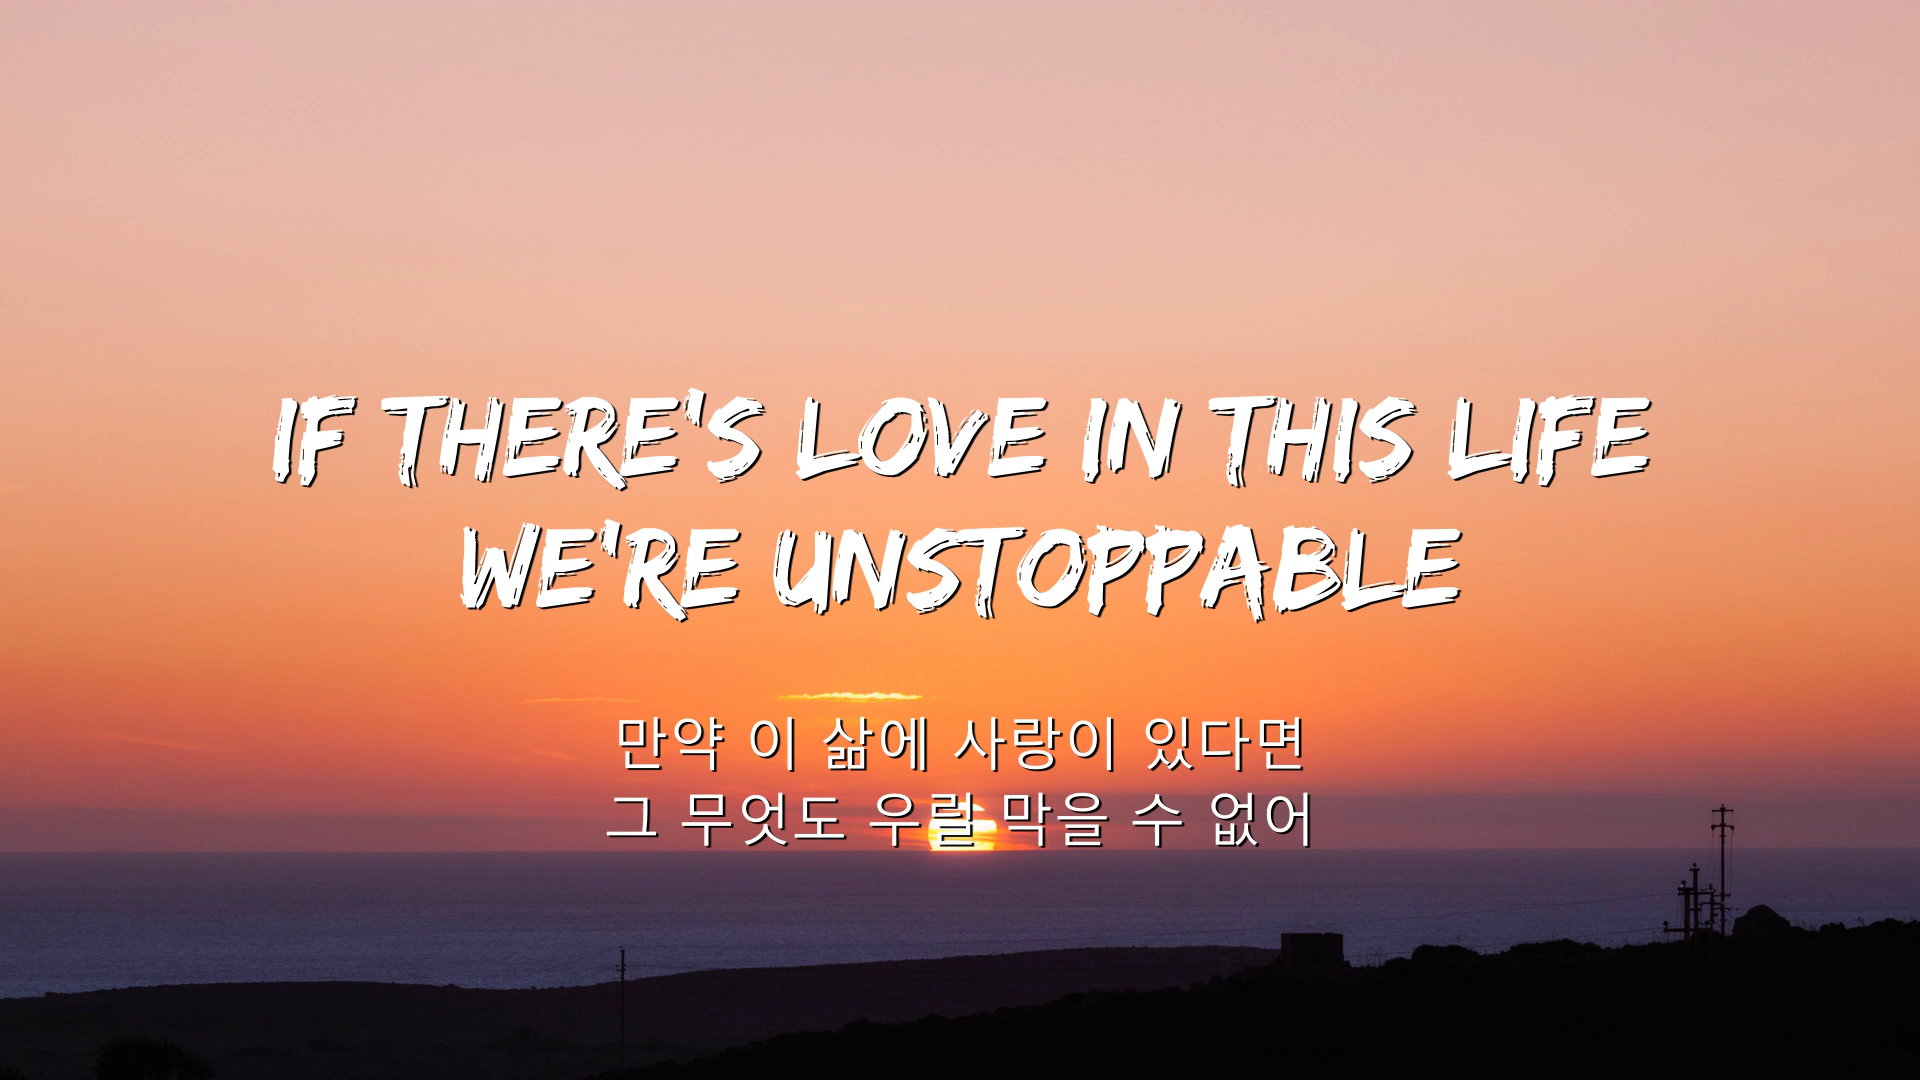 IF THERE'S LOVE IN THIS LIFE
WE'RE UNSTOPPABLE
만약 이 삶에 사랑이 있다면
그 무엇도 우럴 막을 수 없어